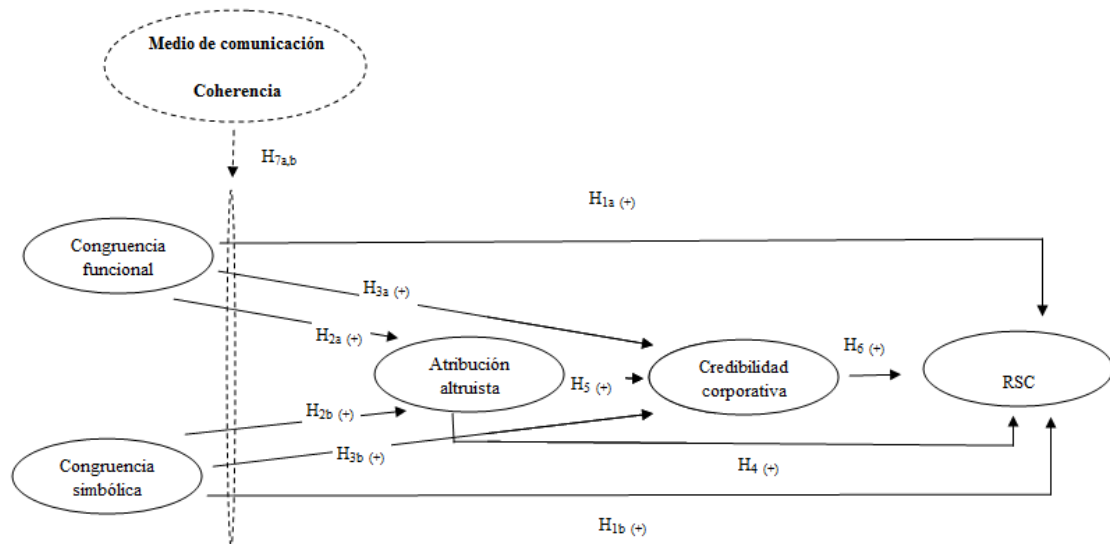 Medio de comunicación
Coherencia
H7a,b
H1a (+)
Congruencia
funcional
H3a (+)
H2a (+)
Atribución
altruista
H5 (+)
Credibilidad
corporativa
H6 (+)
RSC
H2b (+)
H3b (+)
Congruencia
simbólica
H4 (+)
H1b (+)